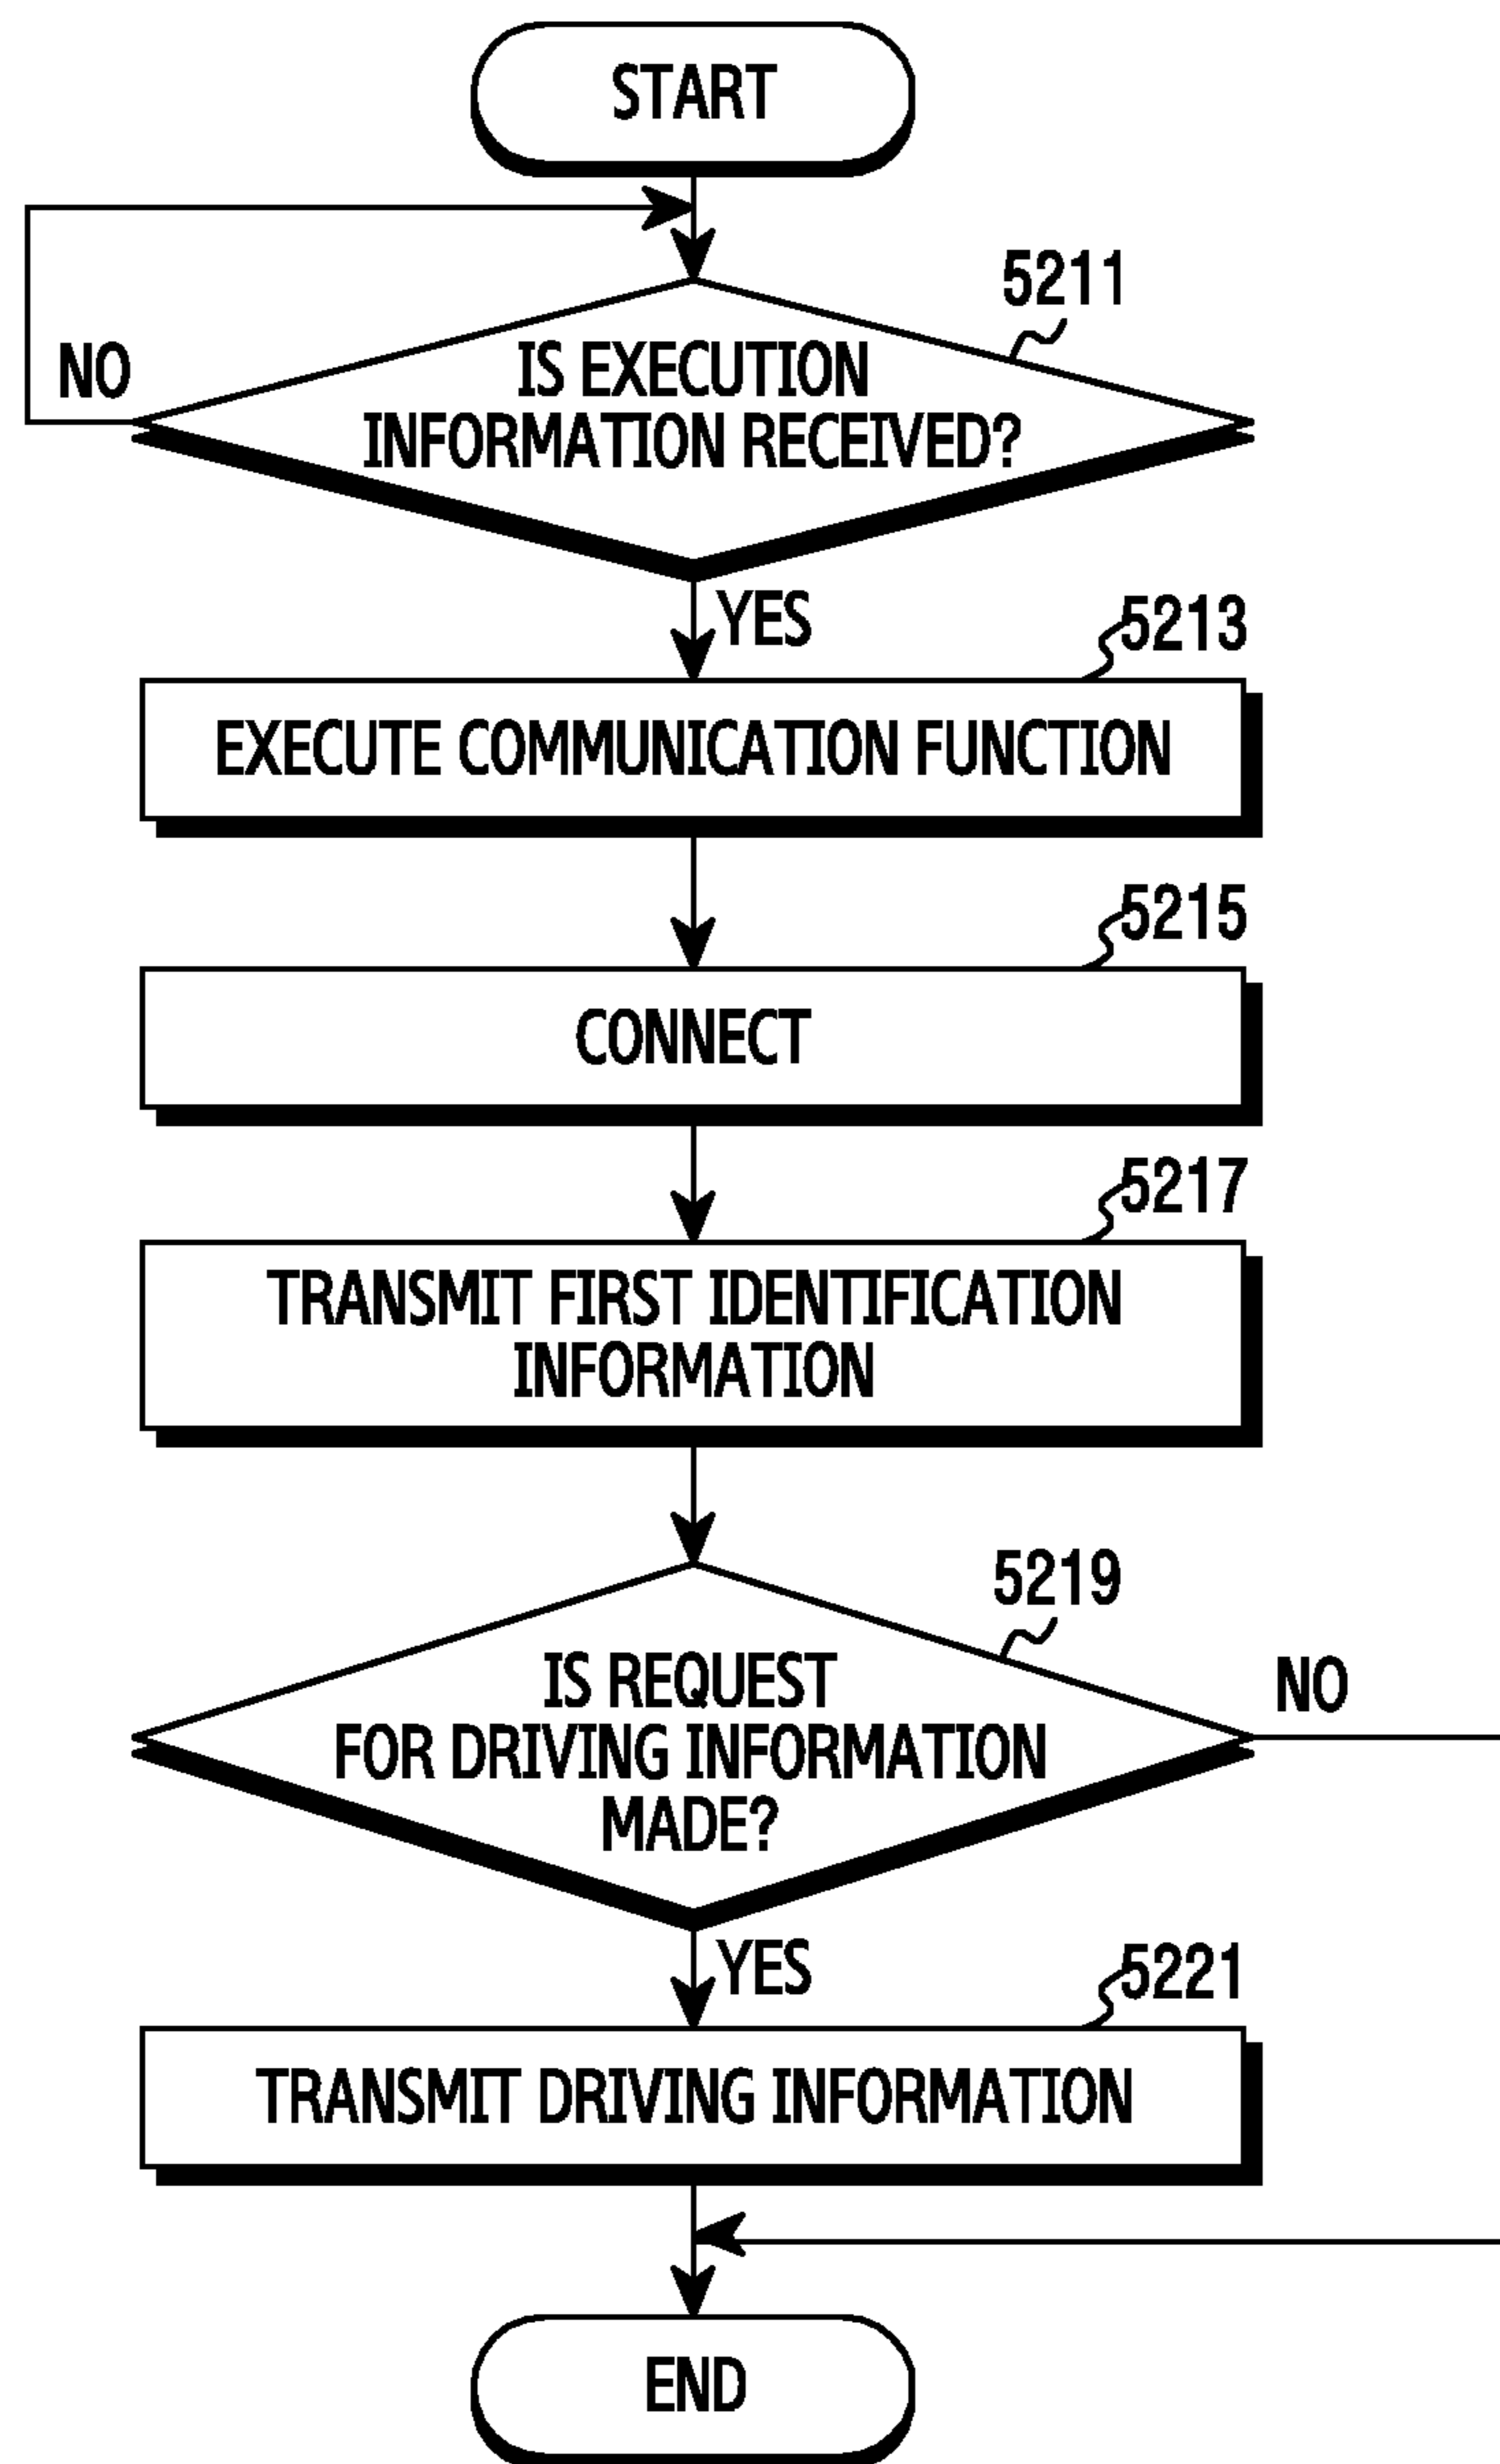 START
5211
NO
IS EXECUTION
INFORMATION RECEIVED?
YES
5213
EXECUTE COMMUNICATION FUNCTION
5215
CONNECT
5217
TRANSMIT FIRST IDENTIFICATION
INFORMATION
5219
IS REQUEST
FOR DRIVING INFORMATION
MADE?
NO
YES
5221
TRANSMIT DRIVING INFORMATION
END